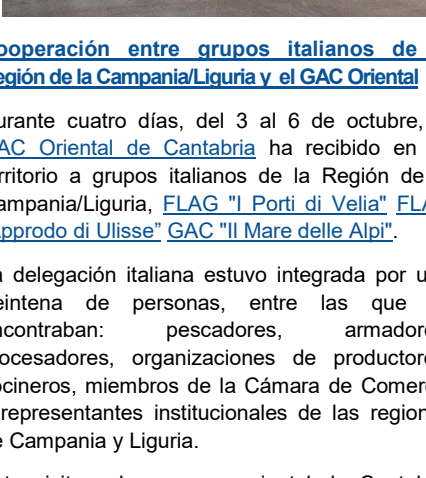 ooperación entre grupos italianos de
egión de la Campania/Liguria y el GAC Oriental
urante cuatro días, del 3 al 6 de octubre,
AC Oriental de Cantabria ha recibido en
rritorio a grupos italianos de la Región de
ampania/Liguria, FLAG "I Porti di Velia" FLA
pprodo di Ulisse” GAC "Il Mare delle Alpi".
a delegación italiana estuvo integrada por u
eintena de personas, entre las que
ncontraban: pescadores, armador
ocesadores, organizaciones de productor
ocineros, miembros de la Cámara de Comer
representantes institucionales de las region
e Campania y Liguria.